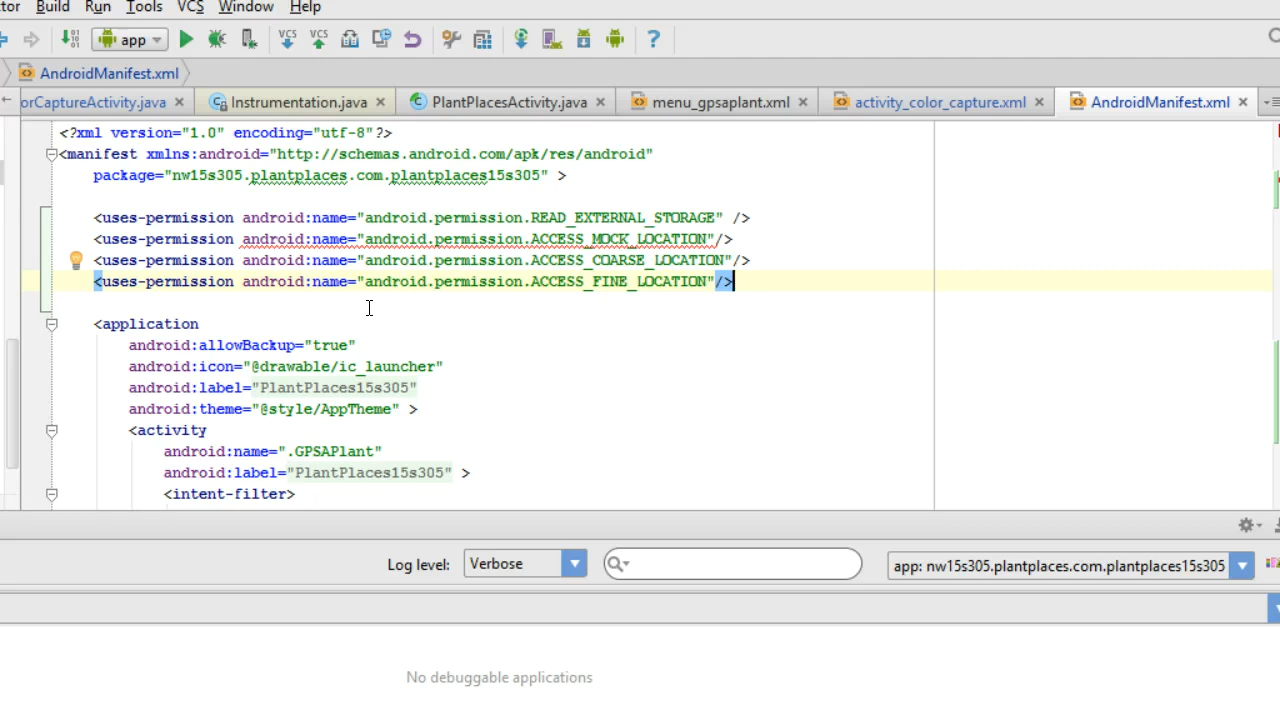 tor Build Run Tools VCS Window Help
app VCS VCS ?
AndroidManifest.xml
orCaptureActivity.java Instrumentation.java PlantPlacesActivity.java menu_gpsaplant.xml activity_color_capture.xml AndroidManifest.xml
<?xml version="1.0" encoding="utf-8"?>
<manifest xmlns:android="http://schemas.android.com/apk/res/android"
package="nw15s305.plantplaces.com.plantplaces15s305" >
<uses-permission android:name="android.permission.READ_EXTERNAL_STORAGE" />
<uses-permission android:name="android.permission.ACCESS_MOCK_LOCATION"/>
<uses-permission android:name="android.permission.ACCESS_COARSE_LOCATION"/>
<uses-permission android:name="android.permission.ACCESS_FINE_LOCATION"/>
<application
android:allowBackup="true"
android:icon="@drawable/ic_launcher"
android:label="PlantPlaces15s305"
android:theme="@style/AppTheme" >
<activity
android:name=".GPSAPlant"
android:label="PlantPlaces15s305" >
<intent-filter>
Log level: Verbose app: nw15s305.plantplaces.com.plantplaces15s305
No debuggable applications